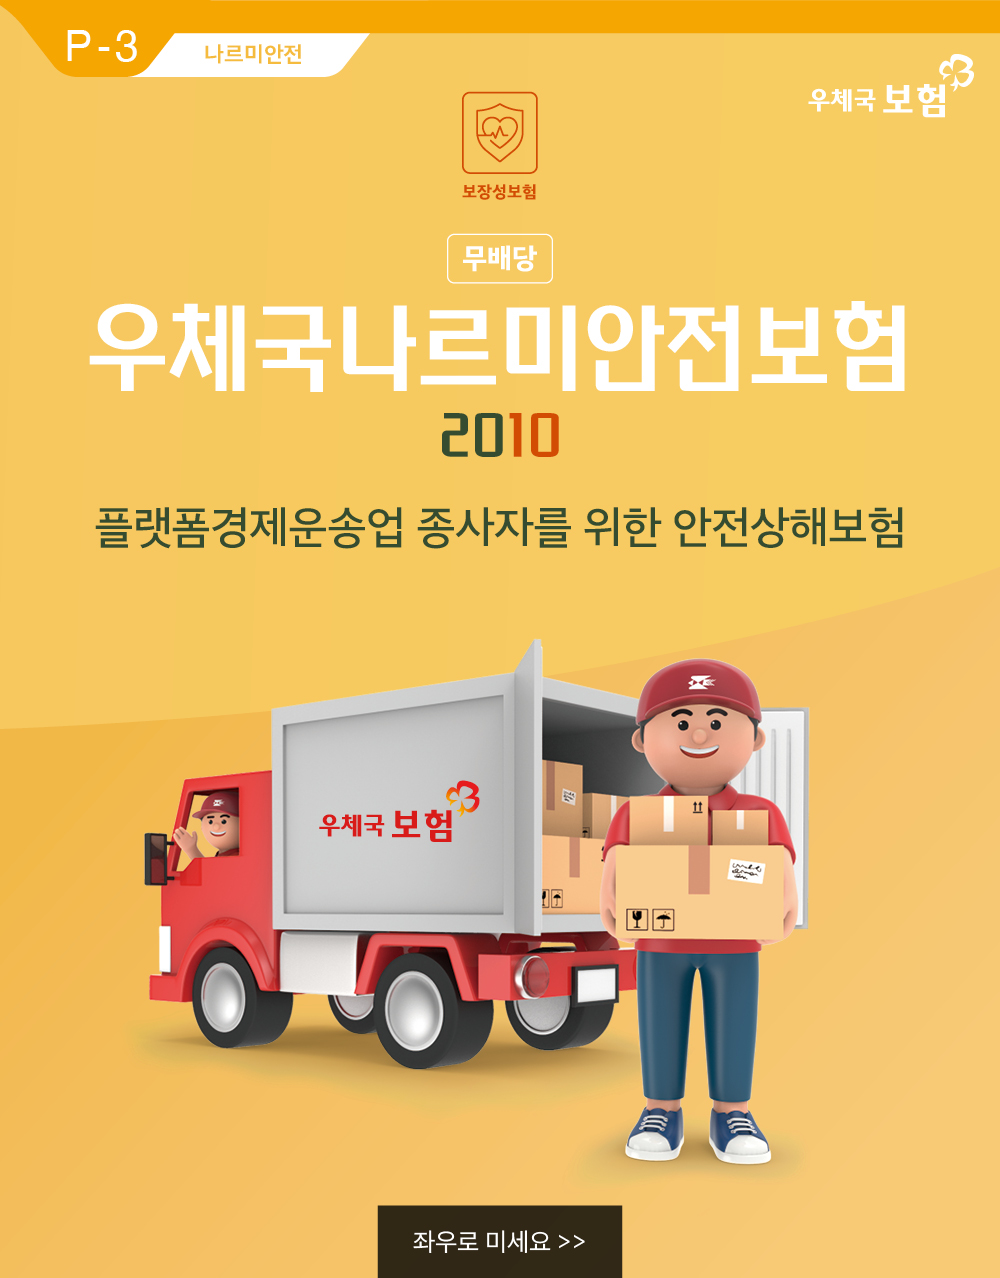 P-3
나르미안전
우체국 보험
보장성보험
무배당
우체국나르미안전보험
2010
플랫폼경제운송업 종사자를 위한 안전상해보험
우체국 보험
좌우로 미세요 >>